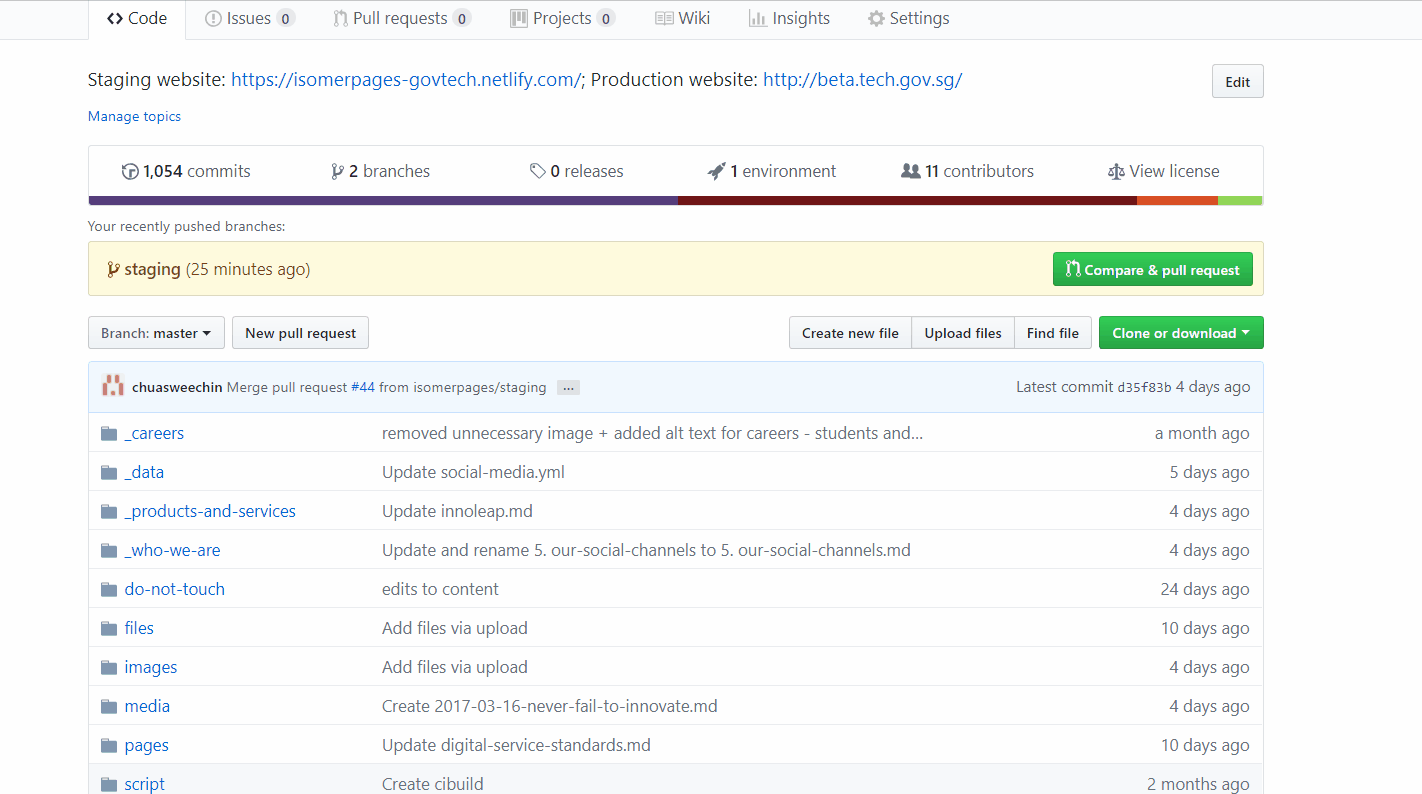 Code Issues 0 Pull requests 0 Projects 0 Wiki Insights Settings
Staging website: https://isomerpages-govtech.netlify.com/; Production website: http://beta.tech.gov.sg/ Edit
Manage topics
1,054 commits 2 branches 0 releases 1 environment 11 contributors View license
Your recently pushed branches:
staging (25 minutes ago) Compare & pull request
Branch: master New pull request Create new file Upload files Find file Clone or download
chuasweechin Merge pull request #44 from isomerpages/staging ... Latest commit d35f83b 4 days ago
_careers removed unnecessary image + added alt text for careers - students and... a month ago
_data Update social-media.yml 5 days ago
_products-and-services Update innoleap.md 4 days ago
_who-we-are Update and rename 5. our-social-channels to 5. our-social-channels.md 4 days ago
do-not-touch edits to content 24 days ago
files Add files via upload 10 days ago
images Add files via upload 4 days ago
media Create 2017-03-16-never-fail-to-innovate.md 4 days ago
pages Update digital-service-standards.md 10 days ago
script Create cibuild 2 months ago